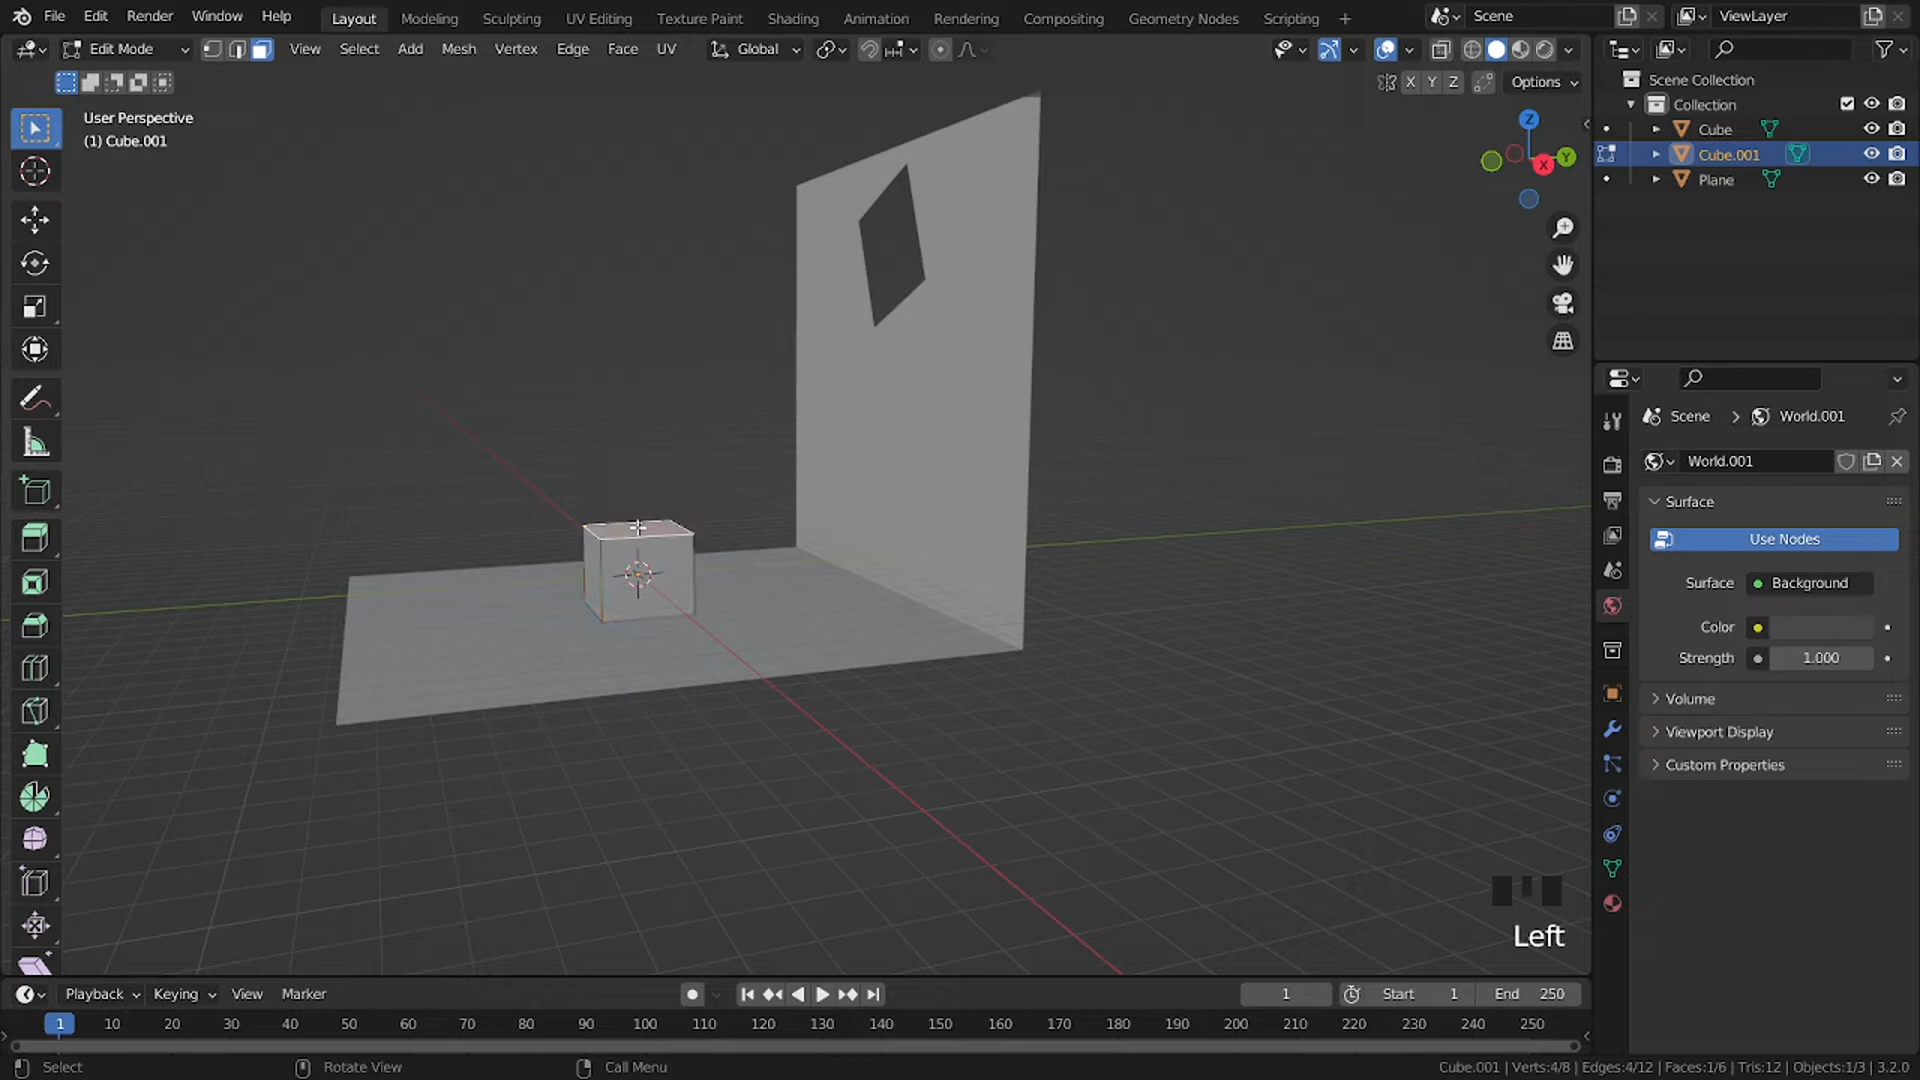 File Edit Render Window Help Layout Modeling Sculpting UV Editing Texture Paint Shading Animation Rendering Compositing Geometry Nodes Scripting + Scene ViewLayer
Edit Mode View Select Add Mesh Vertex Edge Face UV Global
X Y Z Options
User Perspective
(1) Cube.001
Z
Y
X
Scene Collection
Collection
Cube
Cube.001
Plane
Scene > World.001
World.001
Surface
Use Nodes
Surface Background
Color
Strength 1.000
Volume
Viewport Display
Custom Properties
Left
Playback Keying View Marker 1 Start 1 End 250
1 10 20 30 40 50 60 70 80 90 100 110 120 130 140 150 160 170 180 190 200 210 220 230 240 250
Select Rotate View Call Menu Cube.001 | Verts:4/8 | Edges:4/12 | Faces:1/6 | Tris:12 | Objects:1/3 | 3.2.0